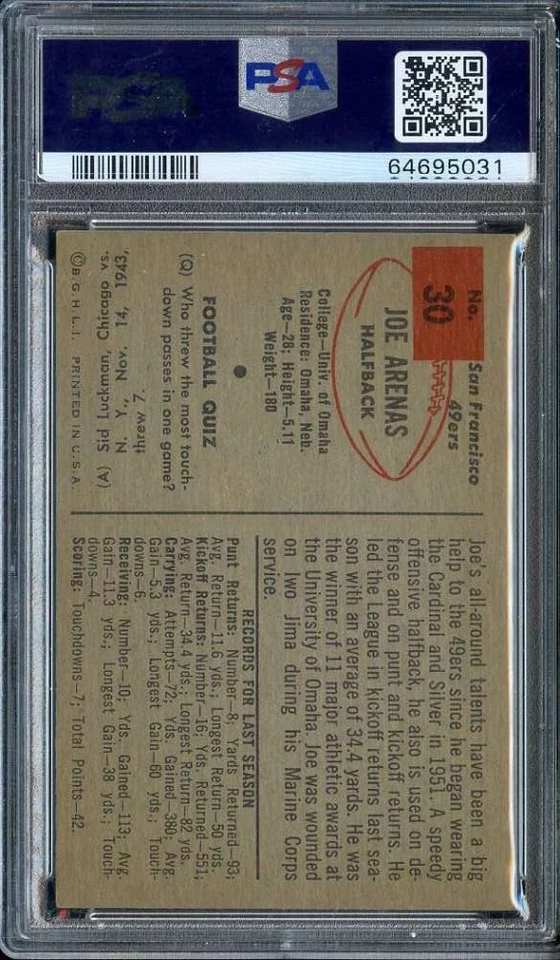 PSA
64695031
No.
30
San Francisco
49ers
JOE ARENAS
HALFBACK
College—Univ. of Omaha
Residence: Omaha, Neb.
Age—28; Height—5.11
Weight—180
FOOTBALL QUIZ
(Q) Who threw the most touch-
down passes in one game?
(A) Sid Luckman, Chicago vs.
N. Y., Nov. 14, 1943,
threw 7.
©B.G.H.L.I. PRINTED IN U.S.A.
Joe's all-around talents have been a big
help to the 49ers since he began wearing
the Cardinal and Silver in 1951. A speedy
offensive halfback, he also is used on de-
fense and on punt and kickoff returns. He
led the League in kickoff returns last sea-
son with an average of 34.4 yards. He was
the winner of 11 major athletic awards at
the University of Omaha. Joe was wounded
on Iwo Jima during his Marine Corps
service.
RECORDS FOR LAST SEASON
Punt Returns: Number—8; Yards Returned—93;
Avg. Return—11.6 yds.; Longest Return—50 yds.
Kickoff Returns: Number—16; Yds. Returned—551;
Avg. Return—34.4 yds.; Longest Return—82 yds.
Carrying: Attempts—72; Yds. Gained—380; Avg.
Gain—5.3 yds.; Longest Gain—60 yds.; Touch-
downs—6.
Receiving: Number—10; Yds. Gained—113; Avg.
Gain—11.3 yds.; Longest Gain—38 yds.; Touch-
downs—4.
Scoring: Touchdowns—7; Total Points—42.